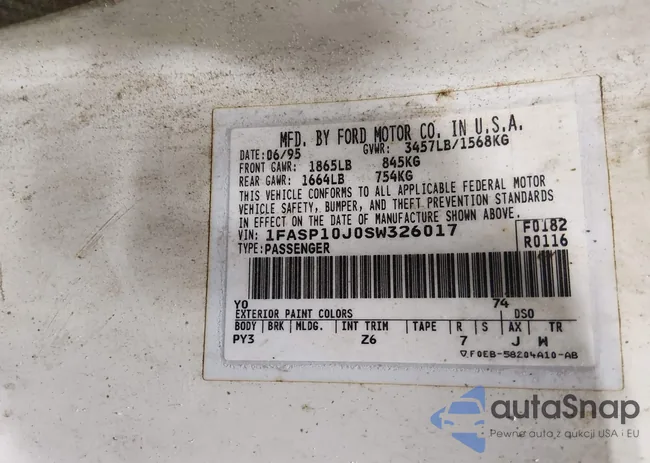 MFD. BY FORD MOTOR CO. IN U.S.A.
DATE: 06/95 GVWR: 3457LB/1568KG
FRONT GAWR: 1865LB 845KG
REAR GAWR: 1664LB 754KG
THIS VEHICLE CONFORMS TO ALL APPLICABLE FEDERAL MOTOR
VEHICLE SAFETY, BUMPER, AND THEFT PREVENTION STANDARDS
IN EFFECT ON THE DATE OF MANUFACTURE SHOWN ABOVE.
VIN: 1FASP10J0SW326017 F0182
TYPE: PASSENGER R0116
YO 74
EXTERIOR PAINT COLORS DSO
BODY BRK MLDG. INT TRIM TAPE R S AX TR
PY3 Z6 7 J W
F0EB-58204A10-AB
autaSnap
Pewne auta z aukcji USA i EU